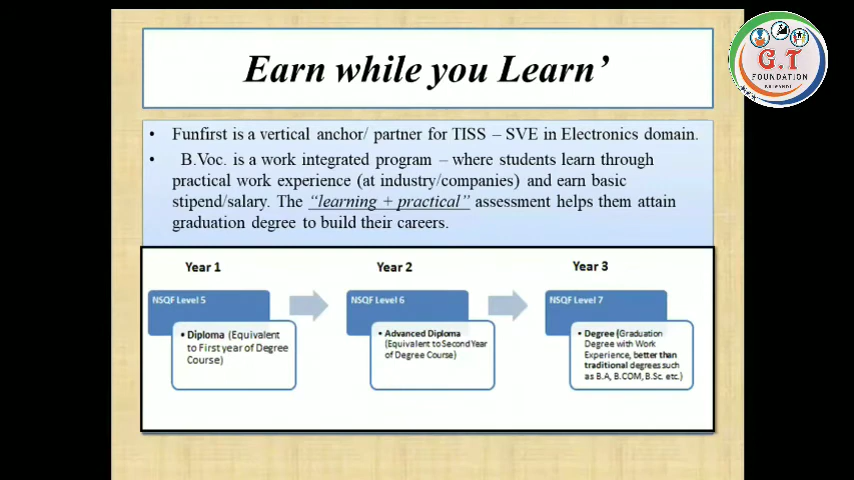 Earn while you Learn’
G.T
FOUNDATION
• Funfirst is a vertical anchor/ partner for TISS – SVE in Electronics domain.
• B.Voc. is a work integrated program – where students learn through
practical work experience (at industry/companies) and earn basic
stipend/salary. The “learning + practical” assessment helps them attain
graduation degree to build their careers.
Year 1
Year 2
Year 3
NSQF Level 5
NSQF Level 6
NSQF Level 7
• Diploma (Equivalent
to First year of Degree
Course)
• Advanced Diploma
(Equivalent to Second Year
of Degree Course)
• Degree (Graduation
Degree with Work
Experience, better than
traditional degrees such
as B.A, B.COM, B.Sc. etc.)